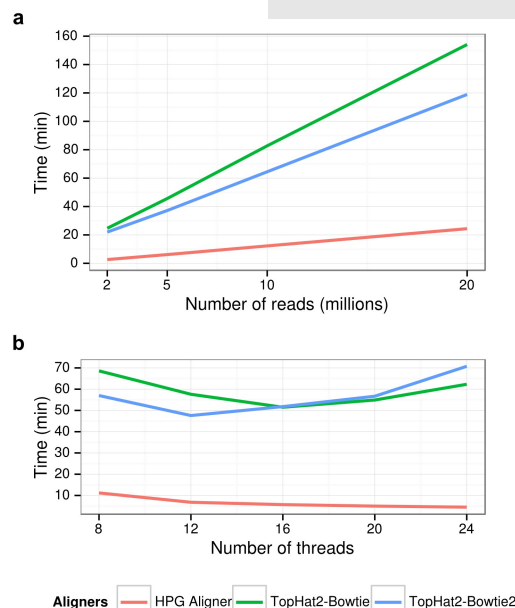 a
160
140
120
100
80
60
40
20
0
Time (min)
2 5 10 20
Number of reads (millions)
b
70
60
50
40
30
20
10
Time (min)
8 12 16 20 24
Number of threads
Aligners HPG Aligner TopHat2-Bowtie TopHat2-Bowtie2